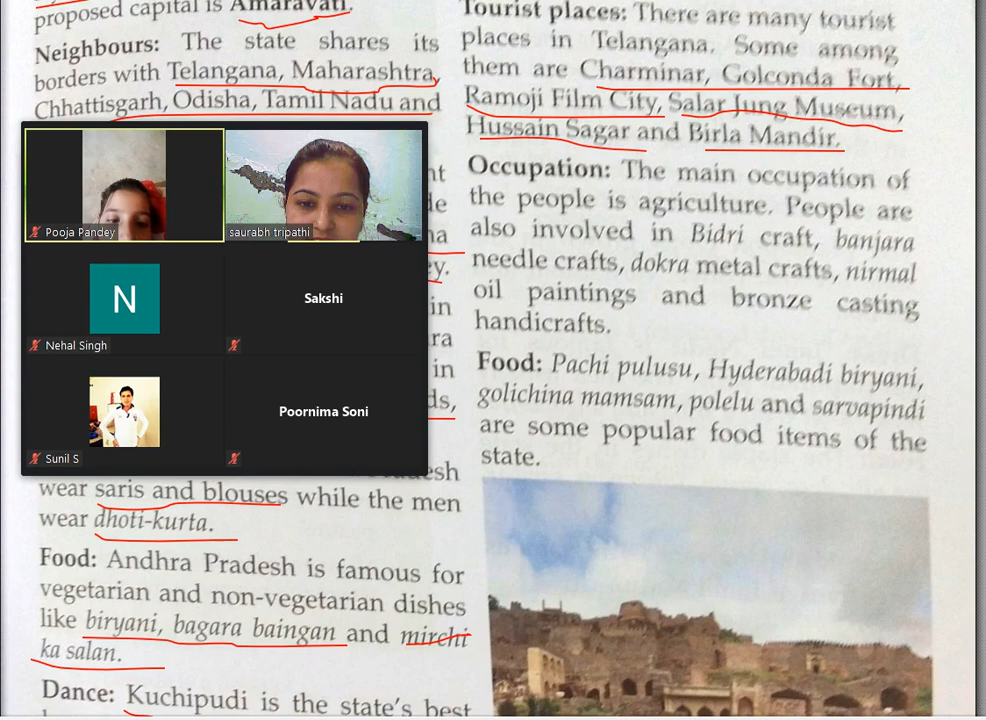 proposed capital is Amaravati.
Neighbours: The state shares its
borders with Telangana, Maharashtra,
Chhattisgarh, Odisha, Tamil Nadu and
Pooja Pandey
saurabh tripathi
Nehal Singh
Sakshi
Sunil S
Poornima Soni
wear saris and blouses while the men
wear dhoti-kurta.
Food: Andhra Pradesh is famous for
vegetarian and non-vegetarian dishes
like biryani, bagara baingan and mirchi
ka salan.
Dance: Kuchipudi is the state's best
Tourist places: There are many tourist
places in Telangana. Some among
them are Charminar, Golconda Fort,
Ramoji Film City, Salar Jung Museum,
Hussain Sagar and Birla Mandir.
Occupation: The main occupation of
the people is agriculture. People are
also involved in Bidri craft, banjara
needle crafts, dokra metal crafts, nirmal
oil paintings and bronze casting
handicrafts.
Food: Pachi pulusu, Hyderabadi biryani,
golichina mamsam, polelu and sarvapindi
are some popular food items of the
state.